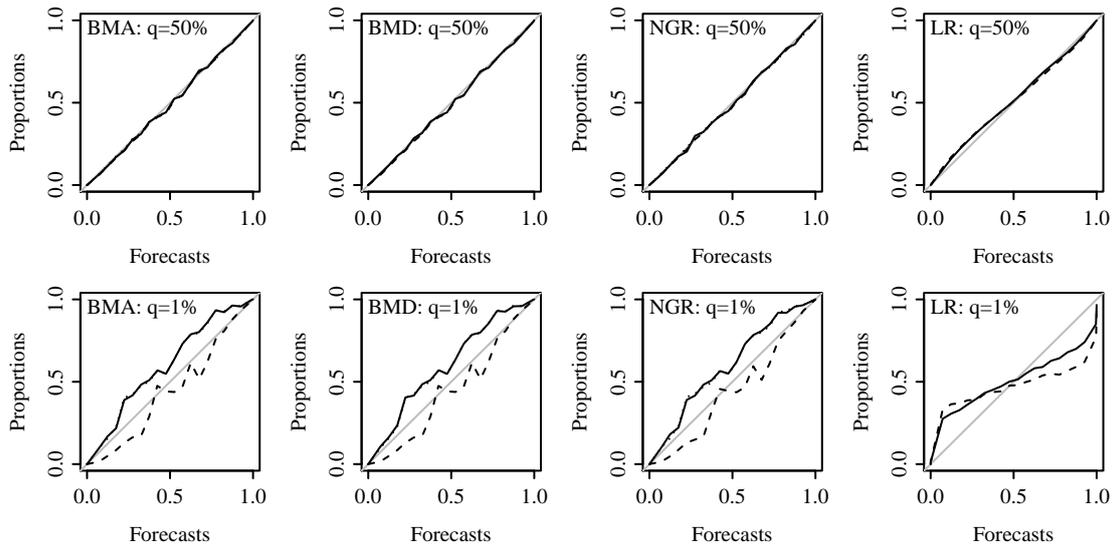 BMA: q=50%
Proportions
0.0 0.5 1.0
0.0 0.5 1.0
Forecasts
BMD: q=50%
Proportions
0.0 0.5 1.0
0.0 0.5 1.0
Forecasts
NGR: q=50%
Proportions
0.0 0.5 1.0
0.0 0.5 1.0
Forecasts
LR: q=50%
Proportions
0.0 0.5 1.0
0.0 0.5 1.0
Forecasts
BMA: q=1%
Proportions
0.0 0.5 1.0
0.0 0.5 1.0
Forecasts
BMD: q=1%
Proportions
0.0 0.5 1.0
0.0 0.5 1.0
Forecasts
NGR: q=1%
Proportions
0.0 0.5 1.0
0.0 0.5 1.0
Forecasts
LR: q=1%
Proportions
0.0 0.5 1.0
0.0 0.5 1.0
Forecasts